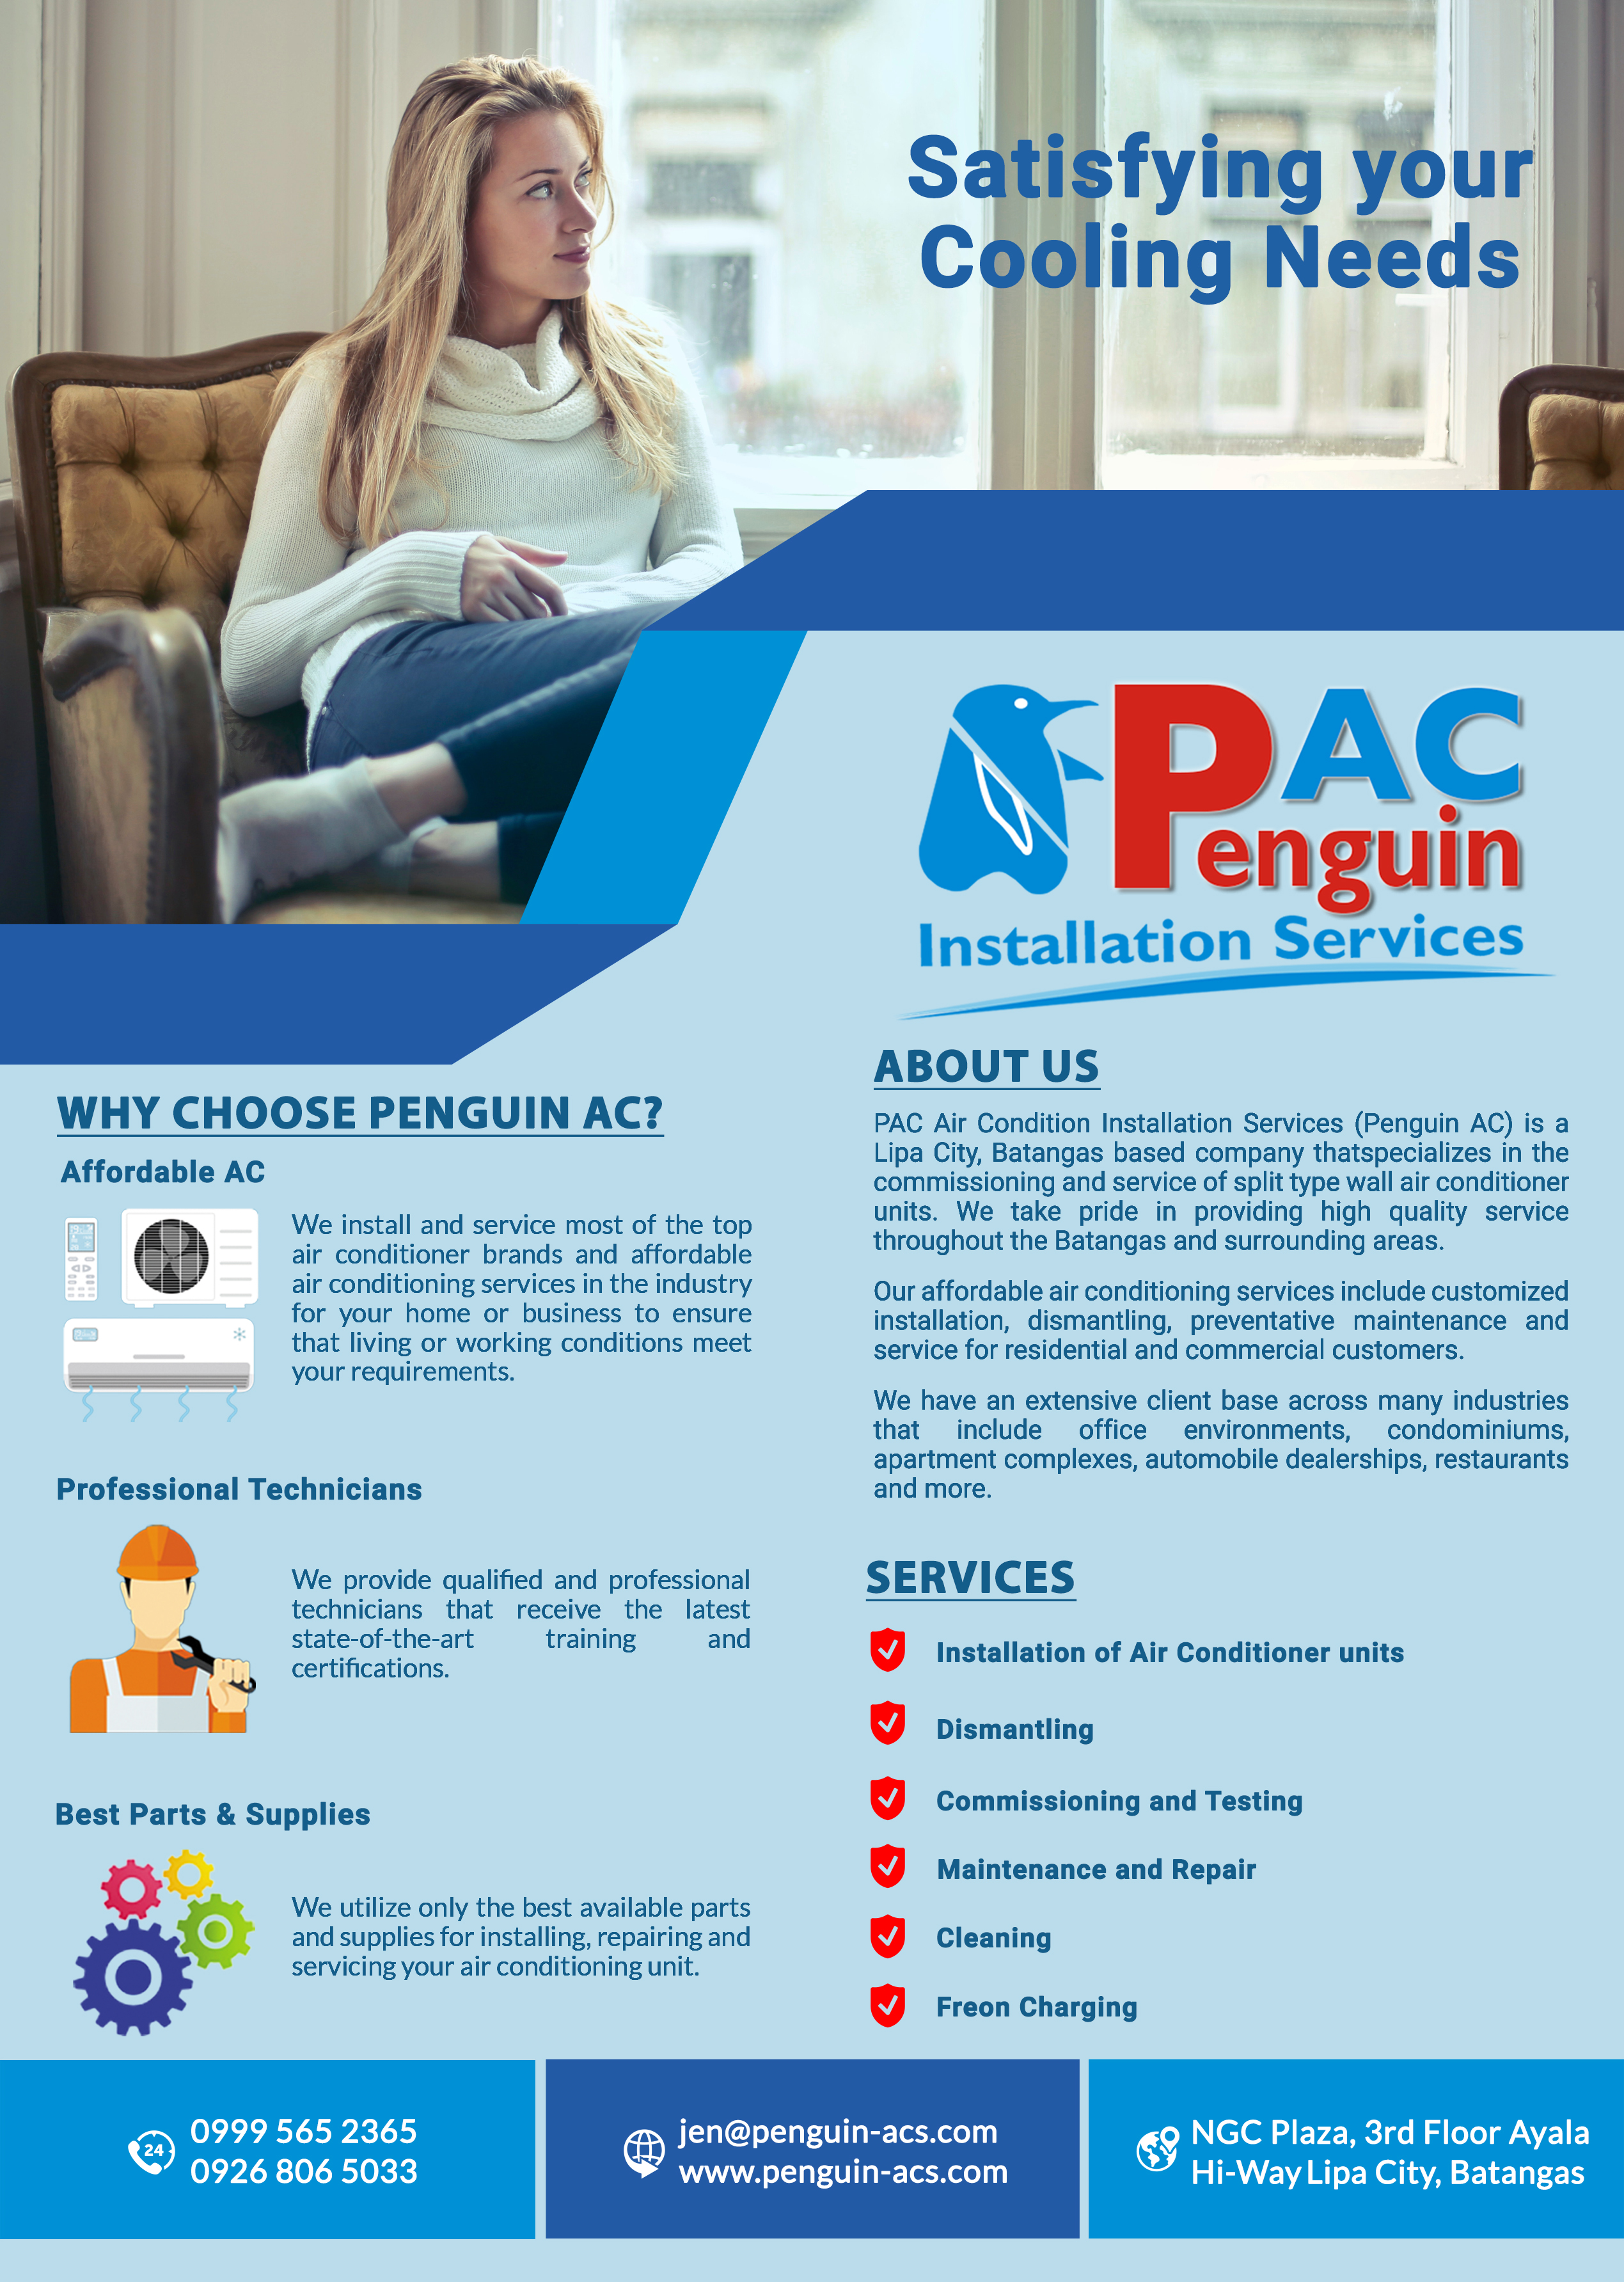 Satisfying your
Cooling Needs
PAC
Penguin
Installation Services
WHY CHOOSE PENGUIN AC?
Affordable AC
We install and service most of the top
air conditioner brands and affordable
air conditioning services in the industry
for your home or business to ensure
that living or working conditions meet
your requirements.
Professional Technicians
We provide qualified and professional
technicians that receive the latest
state-of-the-art training and
certifications.
Best Parts & Supplies
We utilize only the best available parts
and supplies for installing, repairing and
servicing your air conditioning unit.
ABOUT US
PAC Air Condition Installation Services (Penguin AC) is a
Lipa City, Batangas based company thatspecializes in the
commissioning and service of split type wall air conditioner
units. We take pride in providing high quality service
throughout the Batangas and surrounding areas.
Our affordable air conditioning services include customized
installation, dismantling, preventative maintenance and
service for residential and commercial customers.
We have an extensive client base across many industries
that include office environments, condominiums,
apartment complexes, automobile dealerships, restaurants
and more.
SERVICES
Installation of Air Conditioner units
Dismantling
Commissioning and Testing
Maintenance and Repair
Cleaning
Freon Charging
24
0999 565 2365
0926 806 5033
jen@penguin-acs.com
www.penguin-acs.com
NGC Plaza, 3rd Floor Ayala
Hi-Way Lipa City, Batangas